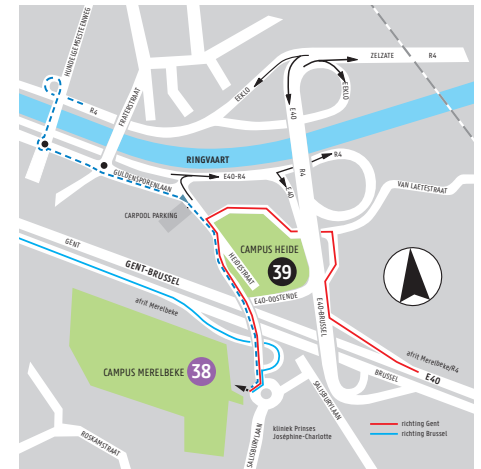 HUNDELGEMSESTEENWEG
ZELZATE
R4
EEKLO
EEKLO
R4
FRATERSTRAAT
E40
R4
RINGVAART
R4
E40-R4
E40
GULDENSPORENLAAN
VAN LAETESTRAAT
CARPOOL PARKING
GENT
GENT-BRUSSEL
HEIDESTRAAT
CAMPUS HEIDE
39
E40-OOSTENDE
E40-BRUSSEL
afrit Merelbeke
afrit Merelbeke/R4
BRUSSEL
E40
CAMPUS MERELBEKE
38
SALISBURYLAAN
SALISBURYLAAN
ROSKAMSTRAAT
kliniek Prinses
Joséphine-Charlotte
richting Gent
richting Brussel